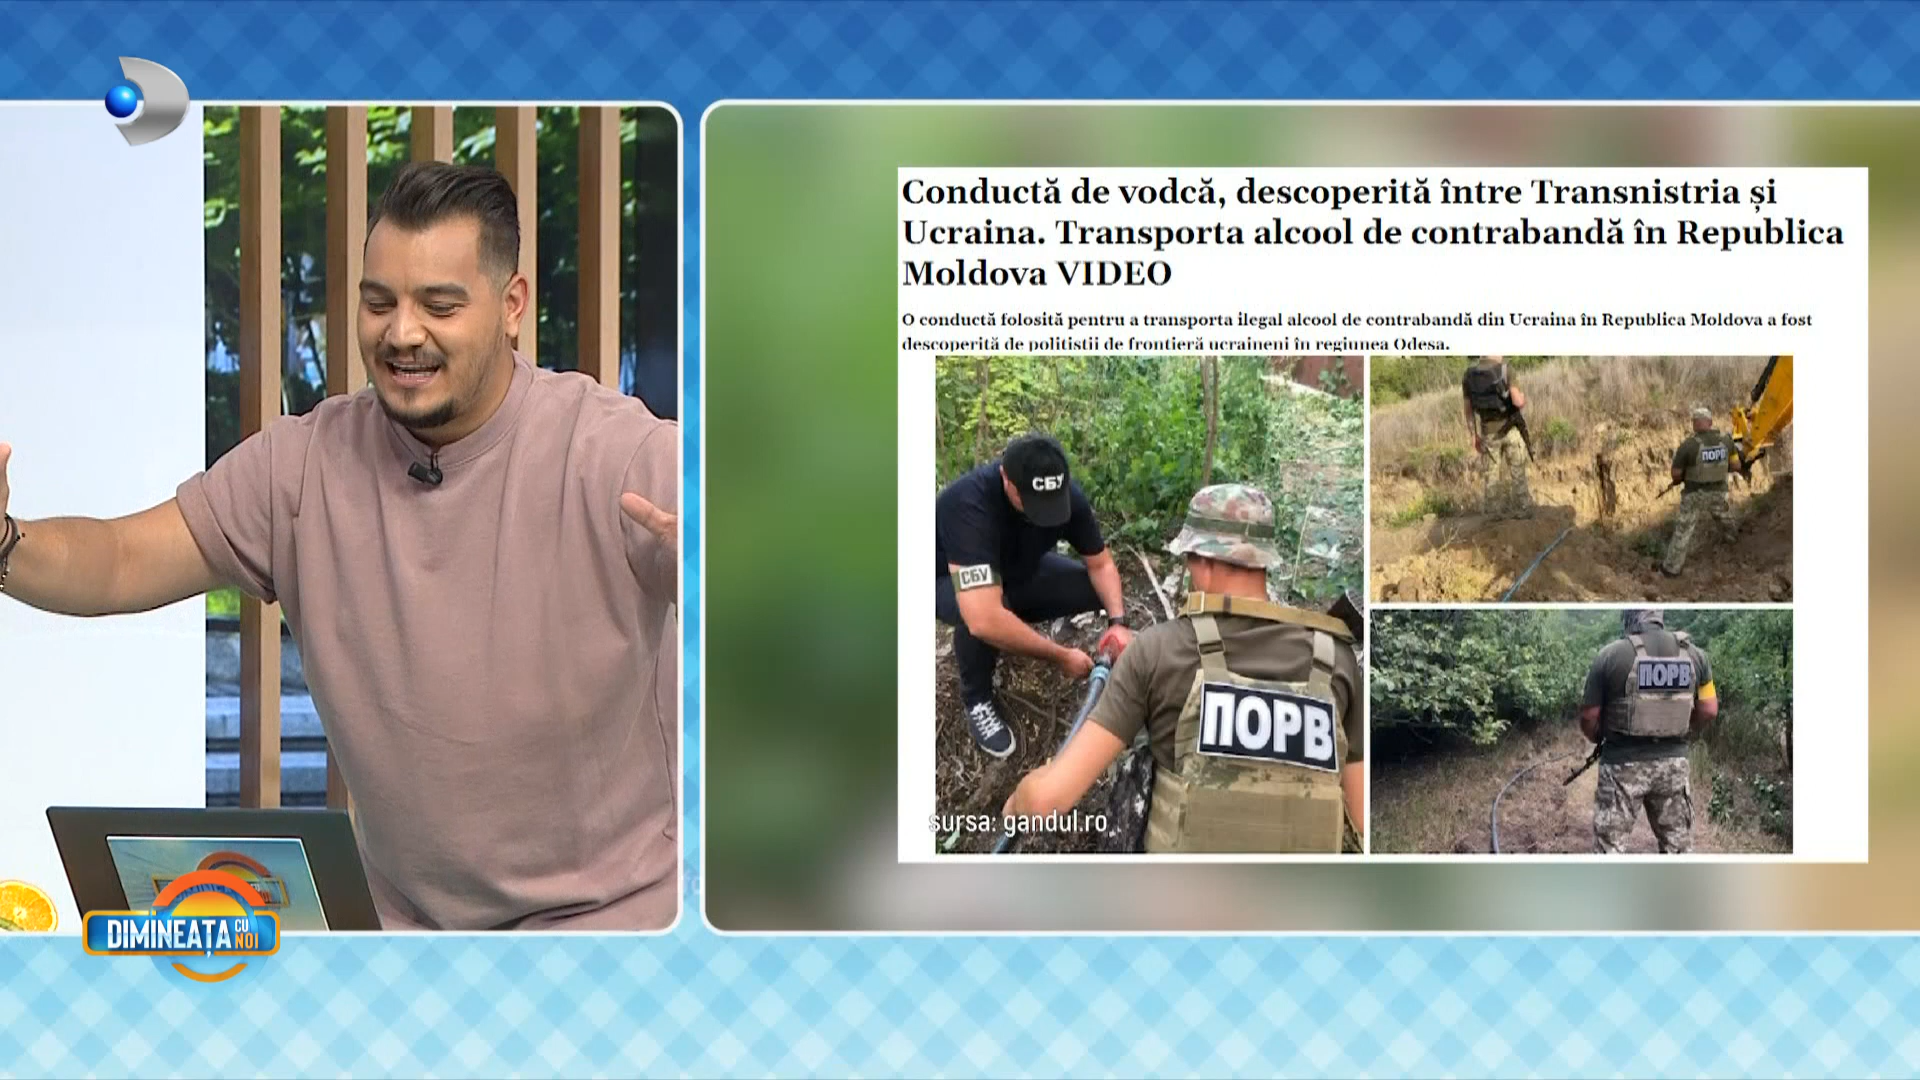 Conductă de vodcă, descoperită între Transnistria și
Ucraina. Transporta alcool de contrabandă în Republica
Moldova VIDEO
O conductă folosită pentru a transporta ilegal alcool de contrabandă din Ucraina în Republica Moldova a fost
descoperită de polițiștii de frontieră ucraineni în regiunea Odesa.
СБУ
СБУ
ПОРВ
ПОРВ
ПОРВ
sursa: gandul.ro
DIMINEAȚA CU NOI